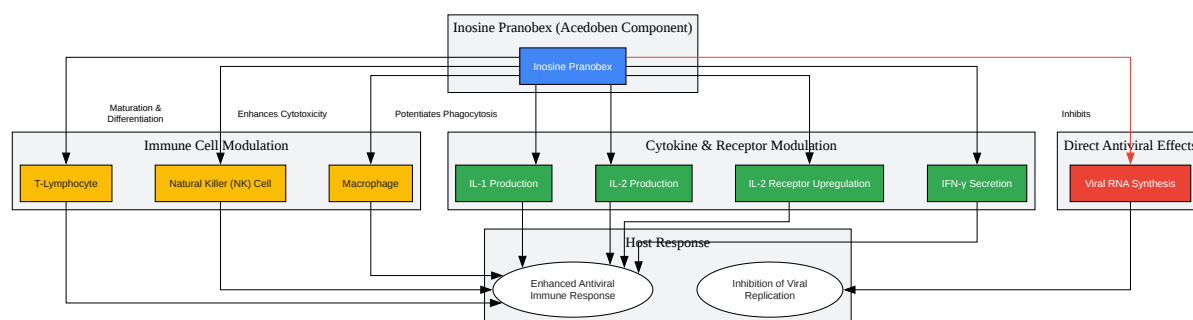 Inosine Pranobex (Acedoben Component)
Inosine Pranobex
Maturation &
Differentiation
Enhances Cytotoxicity
Potentiates Phagocytosis
Inhibits
Immune Cell Modulation
Cytokine & Receptor Modulation
Direct Antiviral Effects
T-Lymphocyte
Natural Killer (NK) Cell
Macrophage
IL-1 Production
IL-2 Production
IL-2 Receptor Upregulation
IFN-γ Secretion
Viral RNA Synthesis
Host Response
Enhanced Antiviral
Immune Response
Inhibition of Viral
Replication